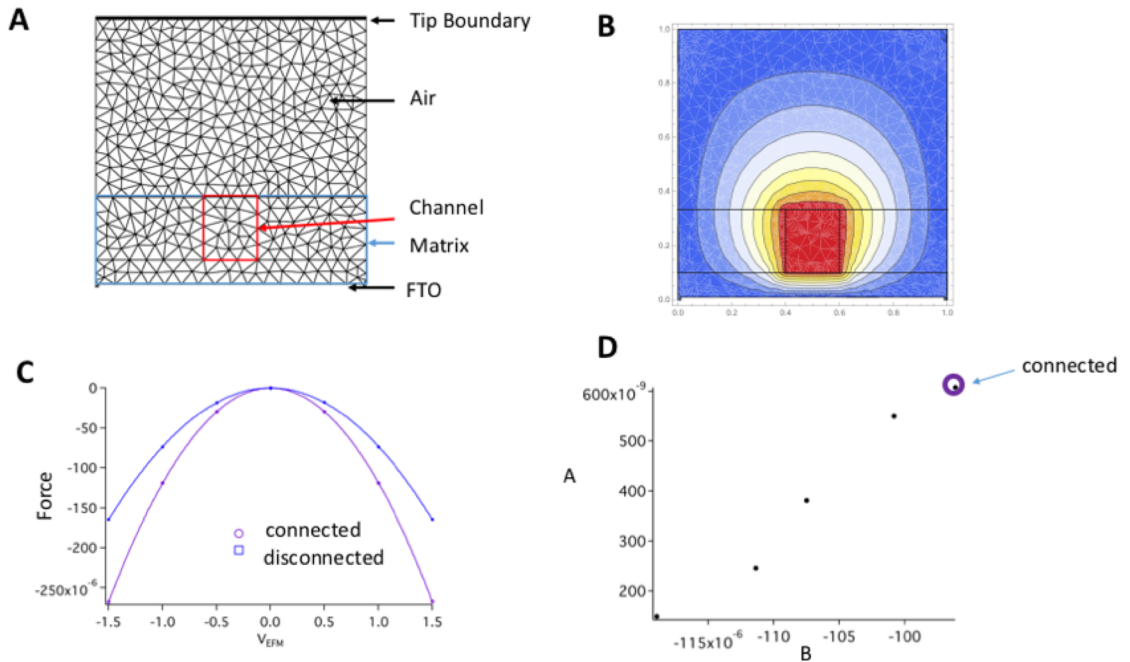 A
Tip Boundary
Air
Channel
Matrix
FTO
B
1.0
0.8
0.6
0.4
0.2
0.0
0.0 0.2 0.4 0.6 0.8 1.0
C
0
-50
-100
-150
-200
-250x10⁻⁶
Force
connected
disconnected
-1.5 -1.0 -0.5 0.0 0.5 1.0 1.5
V_EFM
D
connected
600x10⁻⁹
500
400
300
200
A
-115x10⁻⁶ -110 -105 -100
B